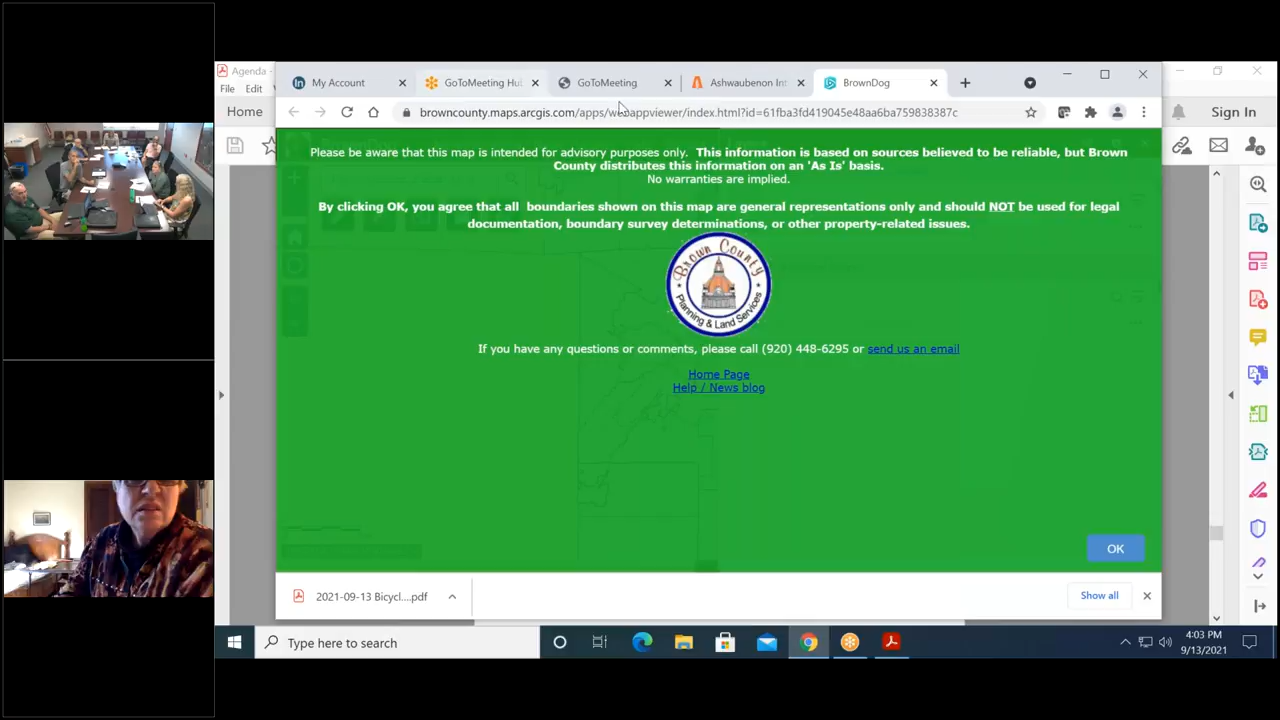 Agenda -
File Edit
Home
My Account
GoToMeeting Hu
GoToMeeting
Ashwaubenon Int
BrownDog
browncounty.maps.arcgis.com/apps/webappviewer/index.html?id=61fba3fd419045e48aa6ba759838387c
Sign In
Please be aware that this map is intended for advisory purposes only. This information is based on sources believed to be reliable, but Brown
County distributes this information on an 'As Is' basis.
No warranties are implied.
By clicking OK, you agree that all boundaries shown on this map are general representations only and should NOT be used for legal
documentation, boundary survey determinations, or other property-related issues.
Brown County
Planning & Land Services
If you have any questions or comments, please call (920) 448-6295 or send us an email
Home Page
Help / News blog
OK
2021-09-13 Bicycl....pdf
Show all
Type here to search
4:03 PM
9/13/2021